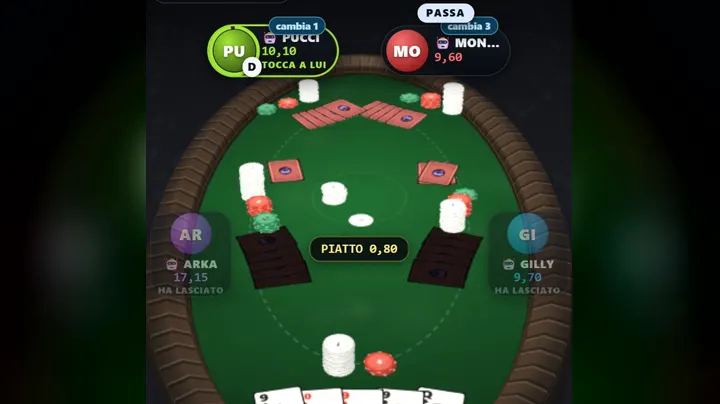 PASSA
cambia 1
cambia 3
PU
PUCCI
10,10
TOCCA A LUI
D
MO
MON...
9,60
AR
ARKA
17,15
HA LASCIATO
PIATTO 0,80
GI
GILLY
9,70
HA LASCIATO